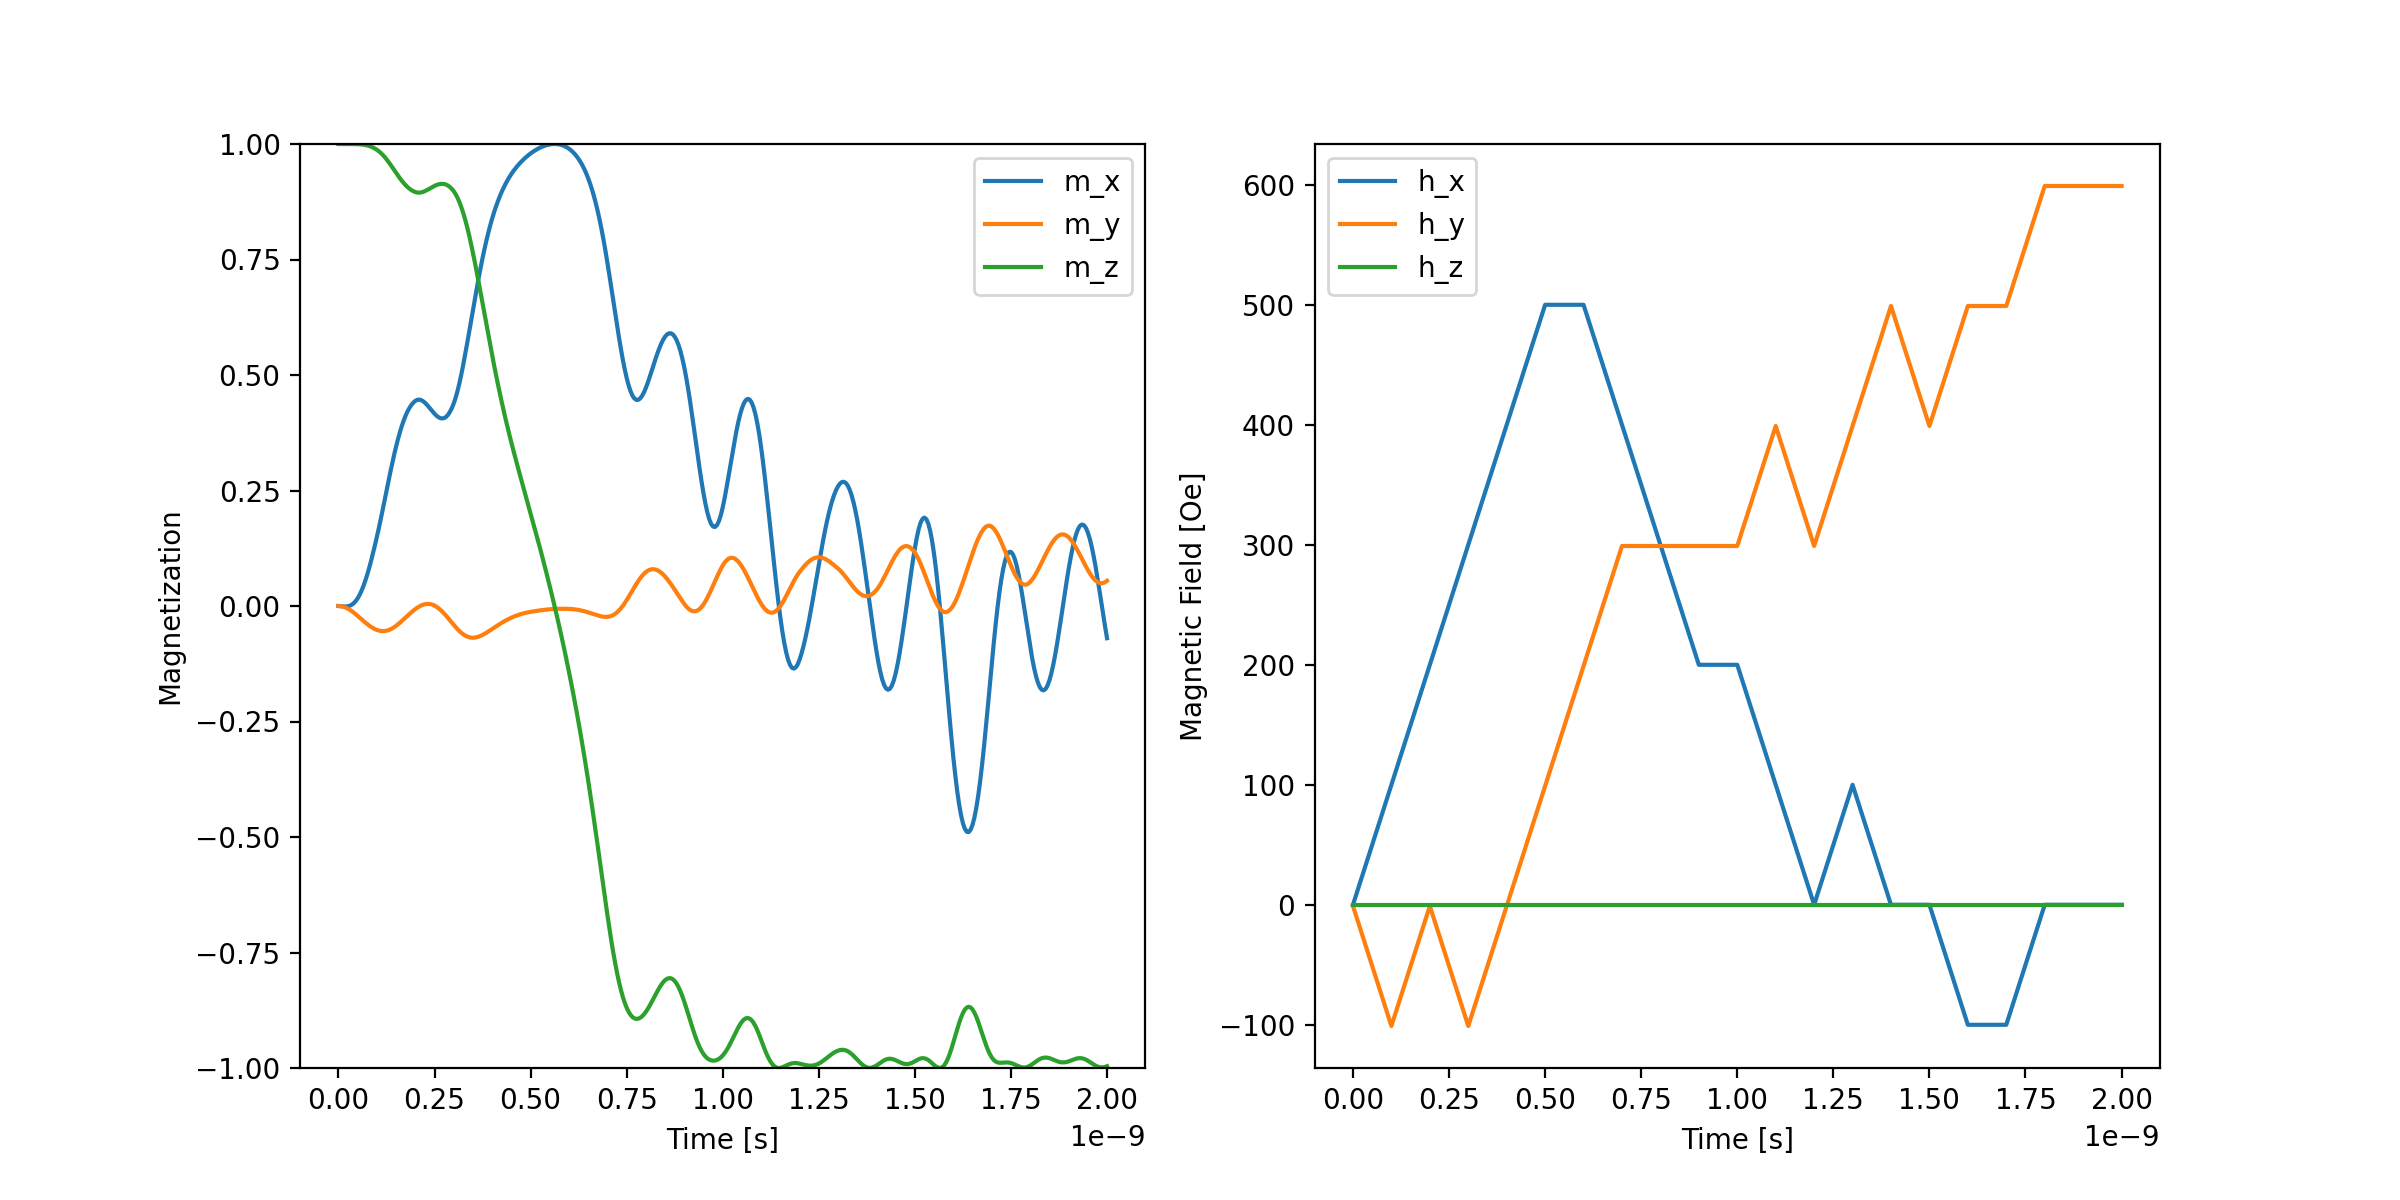 1.00
0.75
0.50
0.25
0.00
−0.25
−0.50
−0.75
−1.00
Magnetization
m_x
m_y
m_z
0.00 0.25 0.50 0.75 1.00 1.25 1.50 1.75 2.00
Time [s]
1e−9
600
500
400
300
200
100
0
−100
Magnetic Field [Oe]
h_x
h_y
h_z
0.00 0.25 0.50 0.75 1.00 1.25 1.50 1.75 2.00
Time [s]
1e−9